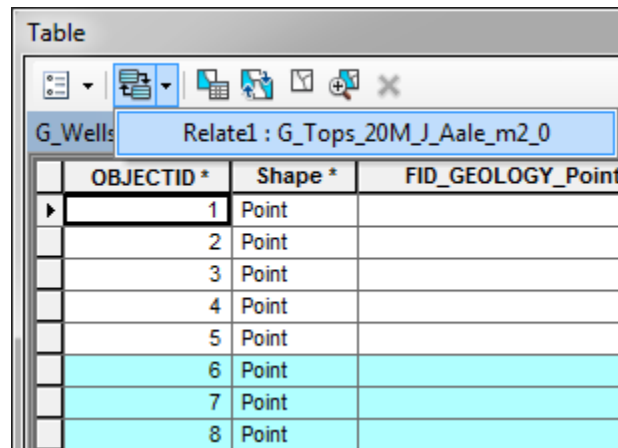 Table
G_Wells
Relate1 : G_Tops_20M_J_Aale_m2_0
OBJECTID * Shape * FID_GEOLOGY_Point
1 Point
2 Point
3 Point
4 Point
5 Point
6 Point
7 Point
8 Point